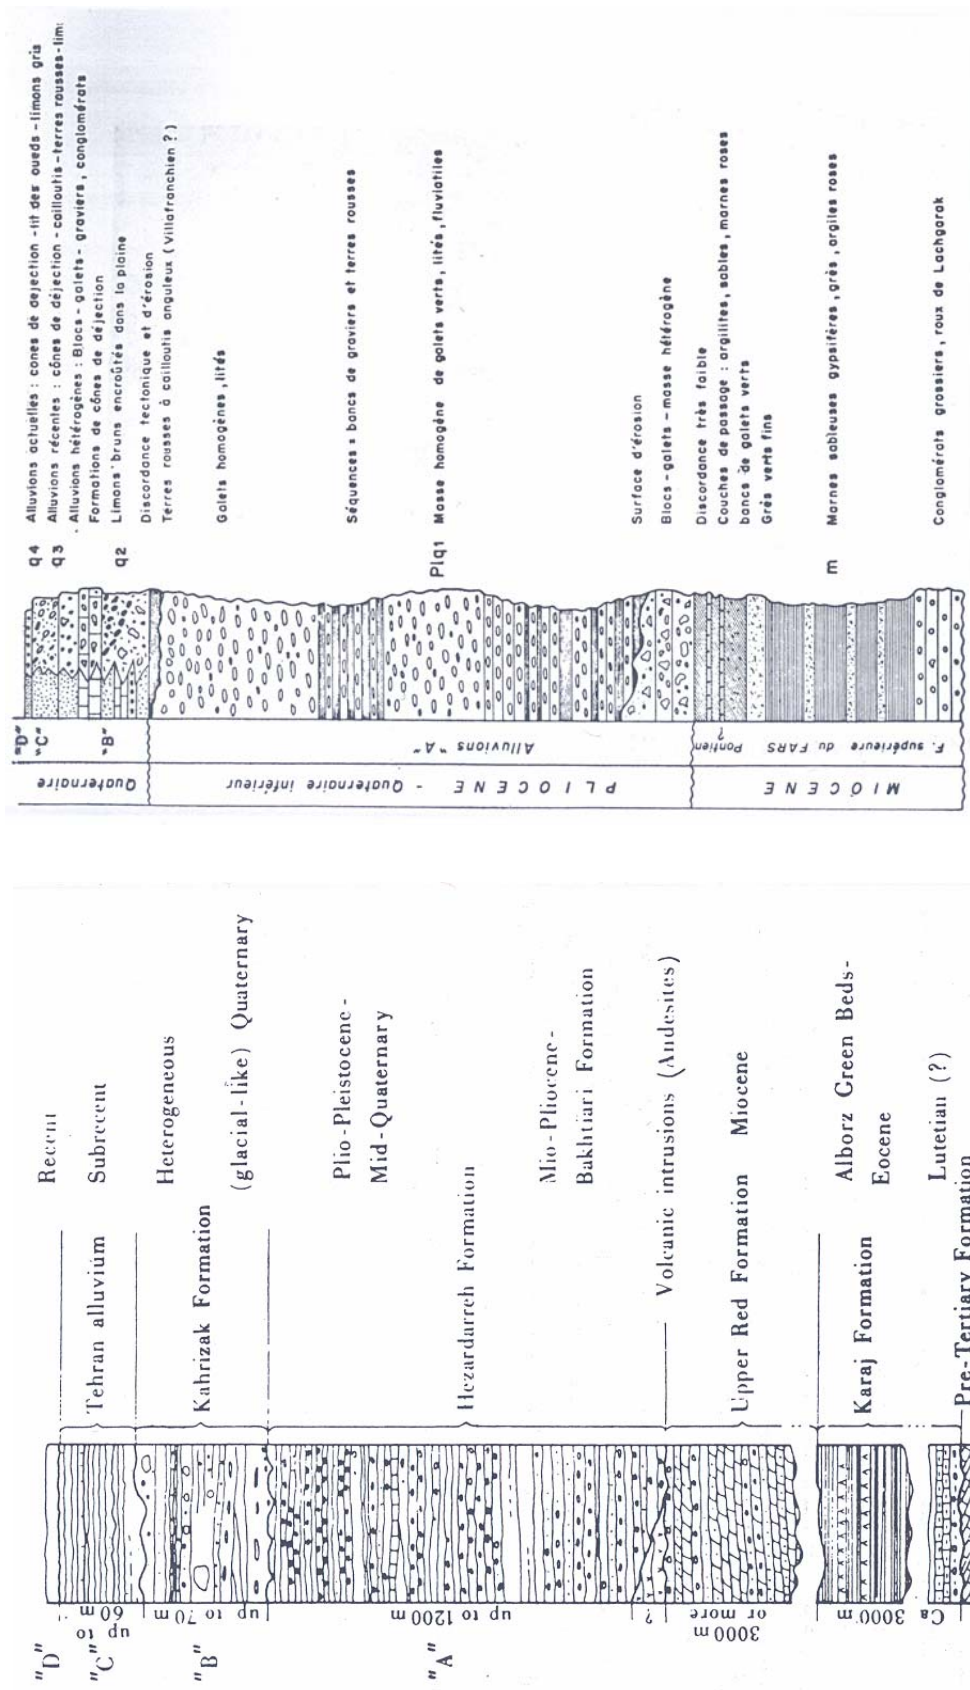 q4 Alluvions actuelles : cônes de déjection - lit des oueds - limons gris
q3 Alluvions récentes : cônes de déjection - cailloutis - terres rousses - lim
Alluvions hétérogènes : Blocs - galets - graviers, conglomérats
Formations de cônes de déjection
q2 Limons bruns encroûtés dans la plaine
Discordance tectonique et d'érosion
Terres rousses à cailloutis anguleux (Villafranchien ?)
Galets homogènes, lités
Séquences = bancs de graviers et terres rousses
Plq1 Masse homogène de galets verts, lités, fluviatiles
Surface d'érosion
Blocs - galets - masse hétérogène
Discordance très faible
Couches de passage : argilites, sables, marnes roses
bancs de galets verts
Grès verts fins
m Marnes sableuses gypsifères, grès, argiles roses
Conglomérats grossiers, roux de Lachgarak
"D"
"C"
"B"
Alluvions "A"
Pontien ?
F. supérieure du FARS
Quaternaire
PLIOCENE - Quaternaire inférieur
MIOCENE
Recent
Subrecent
Heterogeneous
(glacial-like) Quaternary
Plio-Pleistocene-
Mid-Quaternary
Mio-Pliocene-
Bakhtiari Formation
Volcanic intrusions (Andesites)
Miocene
Alborz Green Beds-
Eocene
Lutetian (?)
Tehran alluvium
Kahrizak Formation
Hezardarreh Formation
Upper Red Formation
Karaj Formation
Pre-Tertiary Formation
up to 60m
up to 70m
up to 1200m
?
3000m or more
3000m
Ca
"D"
"C"
"B"
"A"